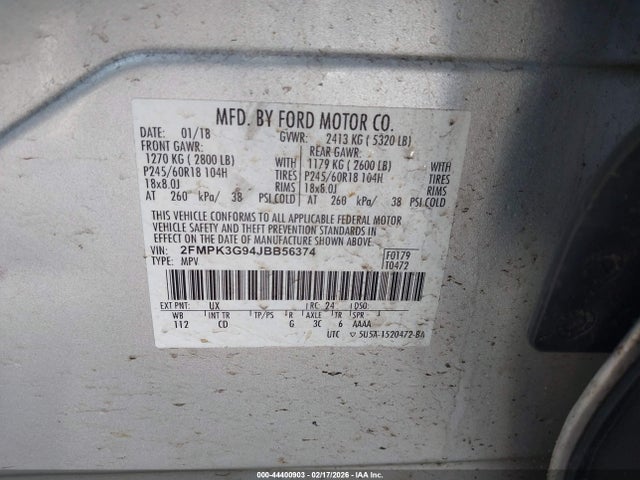 MFD. BY FORD MOTOR CO.
DATE: 01/18 GVWR: 2413 KG ( 5320 LB)
FRONT GAWR: REAR GAWR:
1270 KG ( 2800 LB) WITH 1179 KG ( 2600 LB) WITH
P245/60R18 104H TIRES P245/60R18 104H TIRES
18x8.0J RIMS 18x8.0J RIMS
AT 260 kPa/ 38 PSI COLD AT 260 kPa/ 38 PSI COLD
THIS VEHICLE CONFORMS TO ALL APPLICABLE FEDERAL MOTOR
VEHICLE SAFETY AND THEFT PREVENTION STANDARDS IN
EFFECT ON THE DATE OF MANUFACTURE SHOWN ABOVE.
VIN: 2FMPK3G94JBB56374 F0179
TYPE: MPV T0472
EXT PNT: UX RC: 24 DSO:
WB INT TR TP/PS R AXLE TR SPR
112 CD G 3C 6 AAAA
UTC ▽ 5U5A-1520472-BA
000-44400903 - 02/17/2026 - IAA Inc.